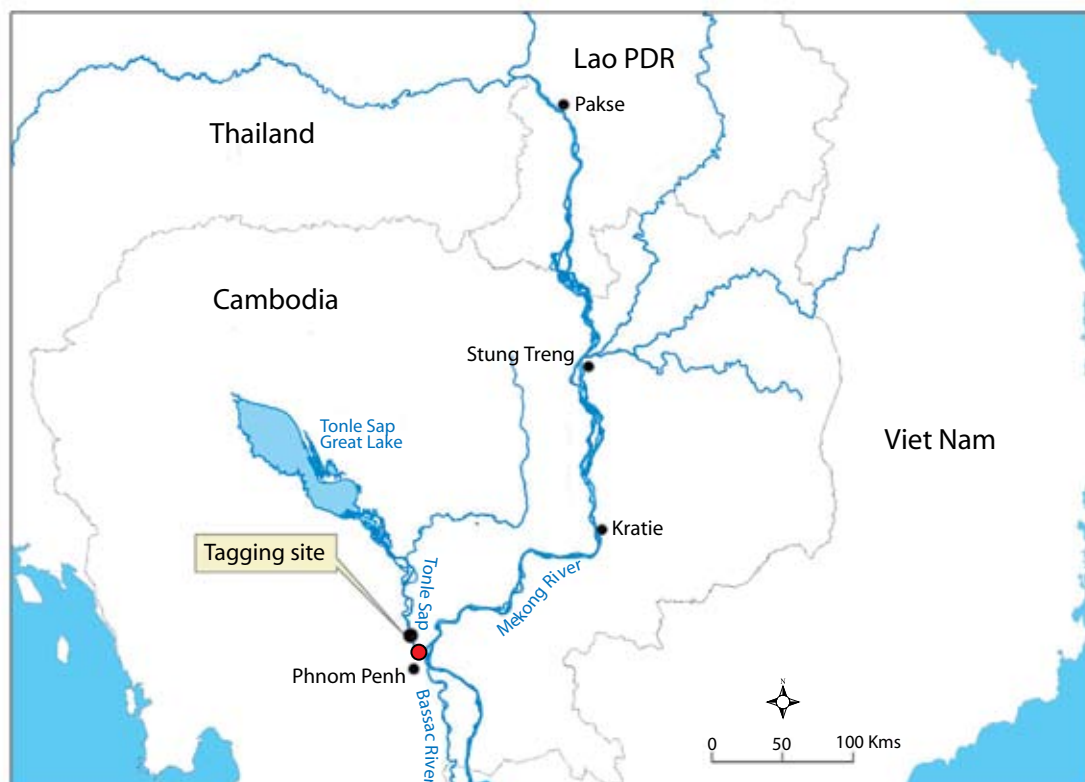 Lao PDR
Pakse
Thailand
Cambodia
Stung Treng
Tonle Sap
Great Lake
Viet Nam
Kratie
Tagging site
Tonle Sap
Mekong River
Phnom Penh
Bassac River
N
0 50 100 Kms